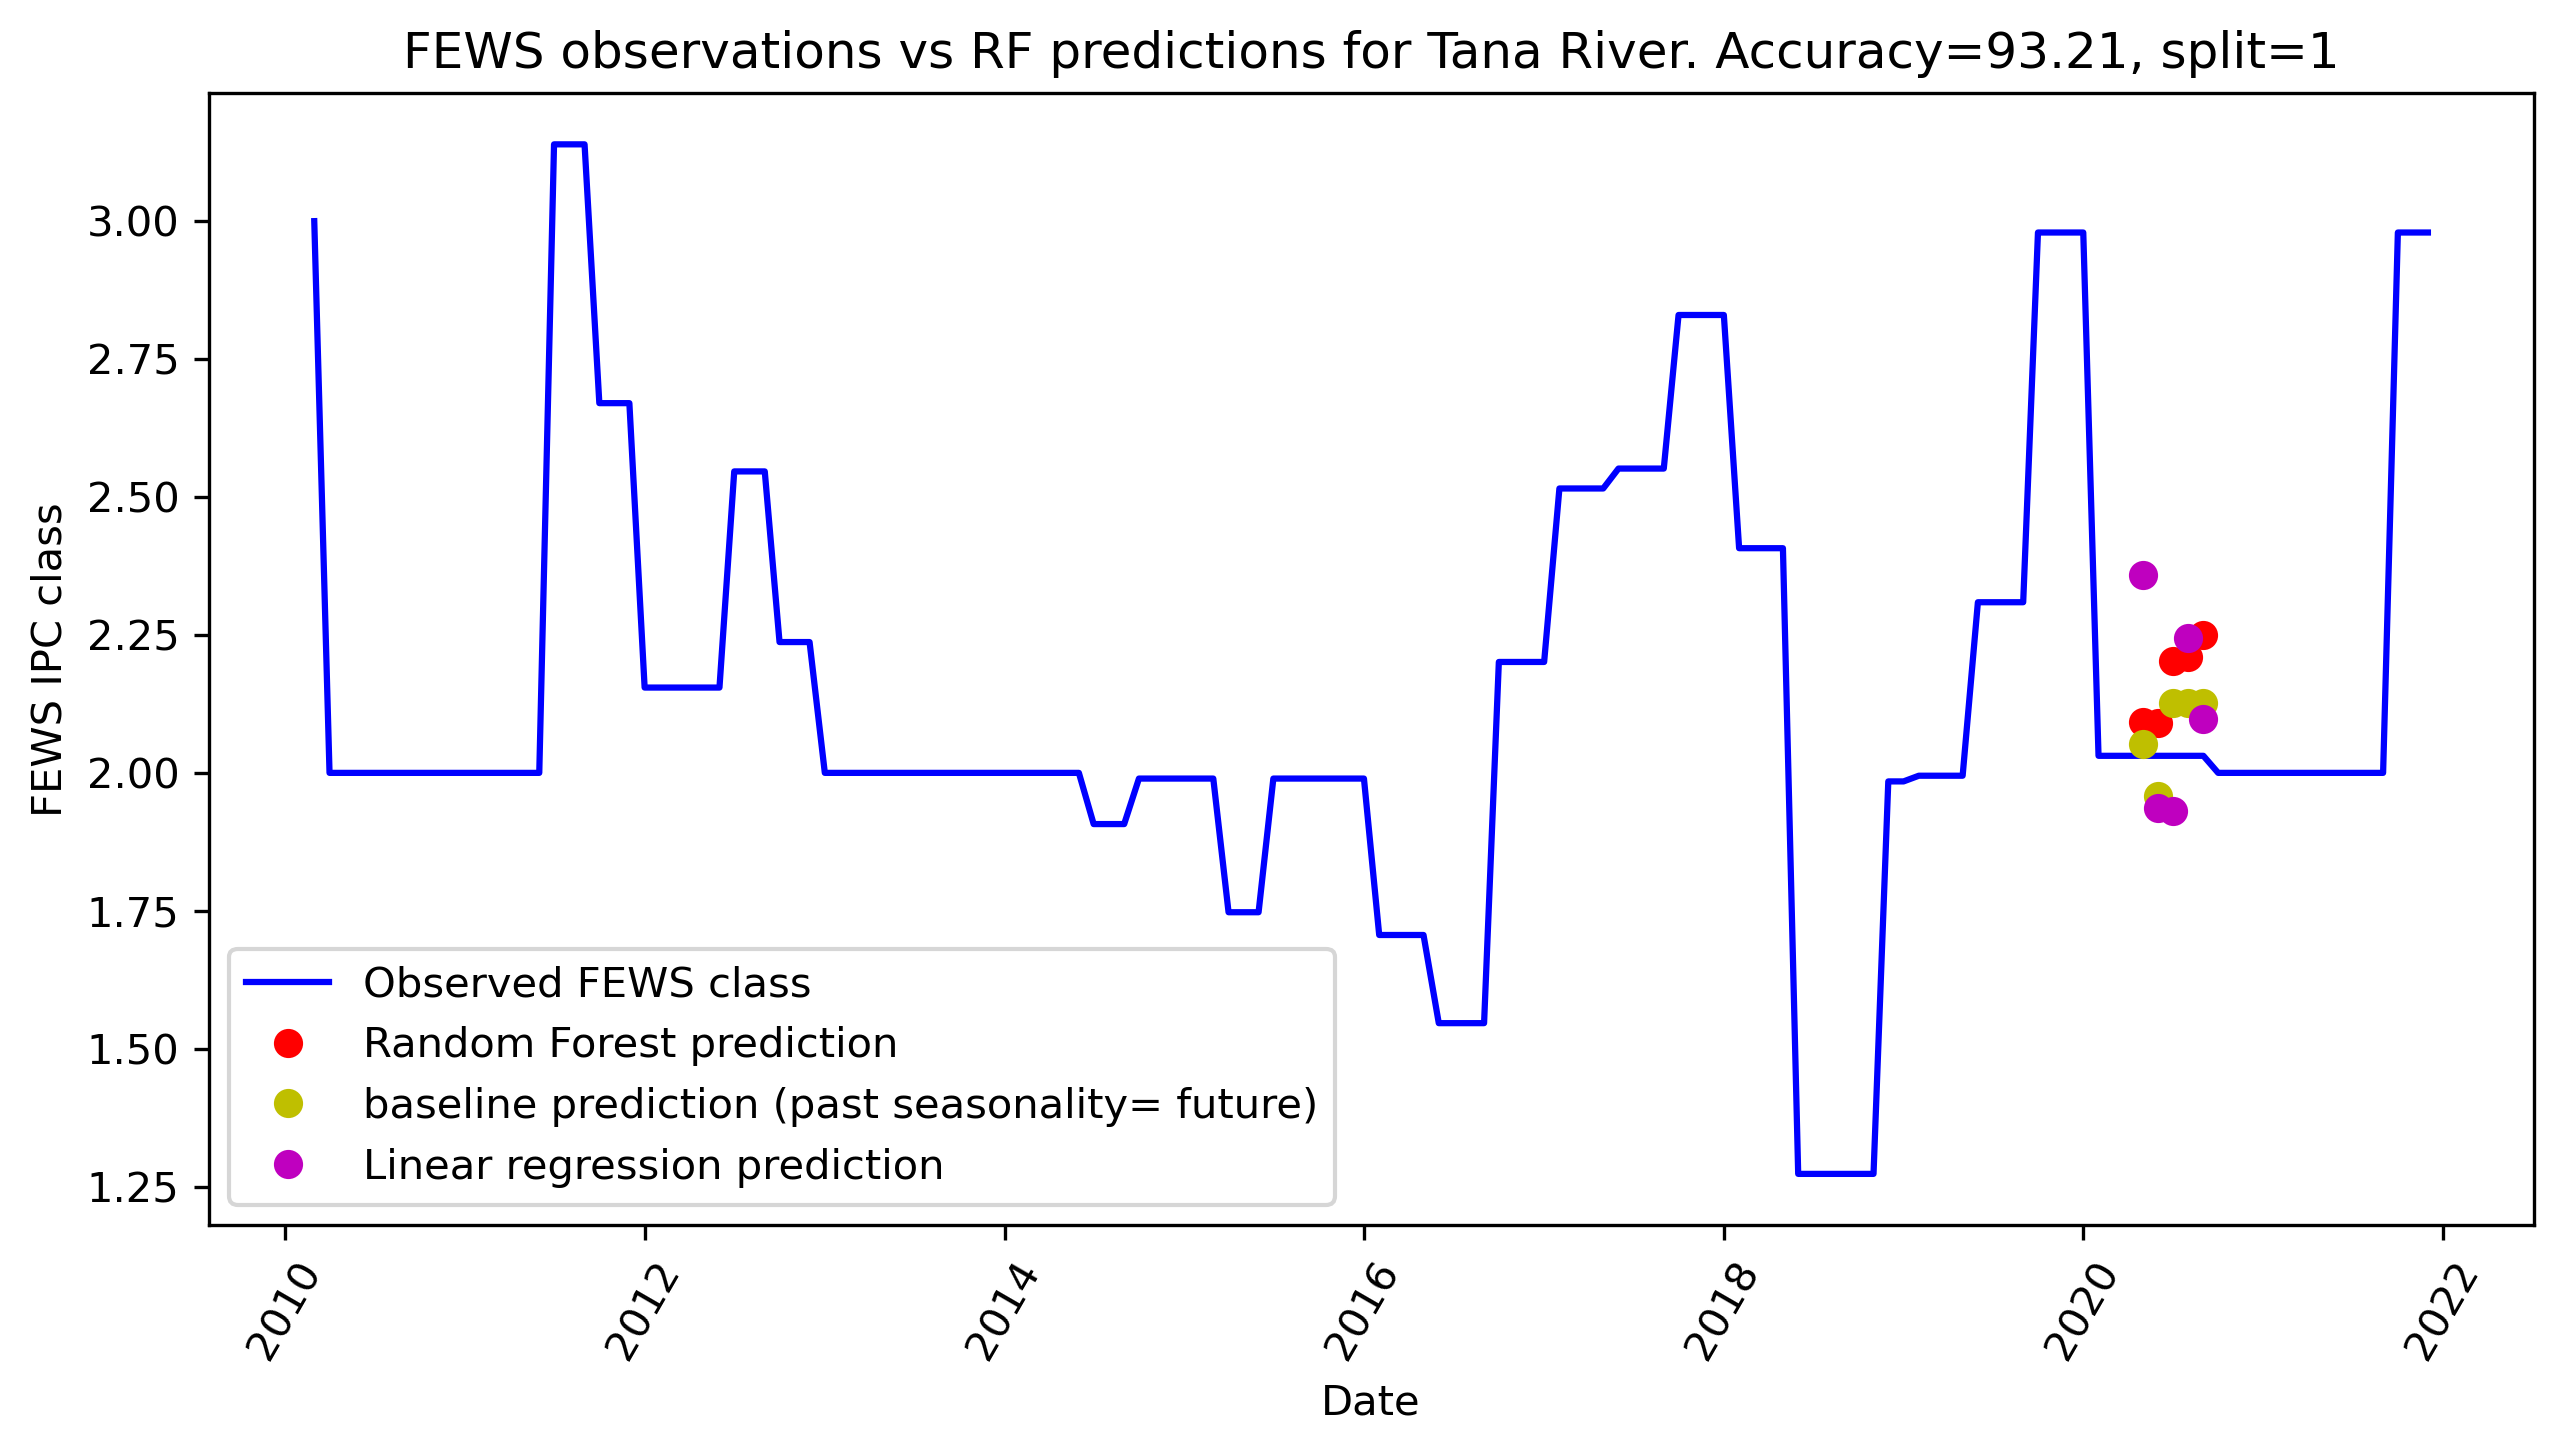 FEWS observations vs RF predictions for Tana River. Accuracy=93.21, split=1
FEWS IPC class
3.00
2.75
2.50
2.25
2.00
1.75
1.50
1.25
Observed FEWS class
Random Forest prediction
baseline prediction (past seasonality= future)
Linear regression prediction
2010
2012
2014
2016
2018
2020
2022
Date